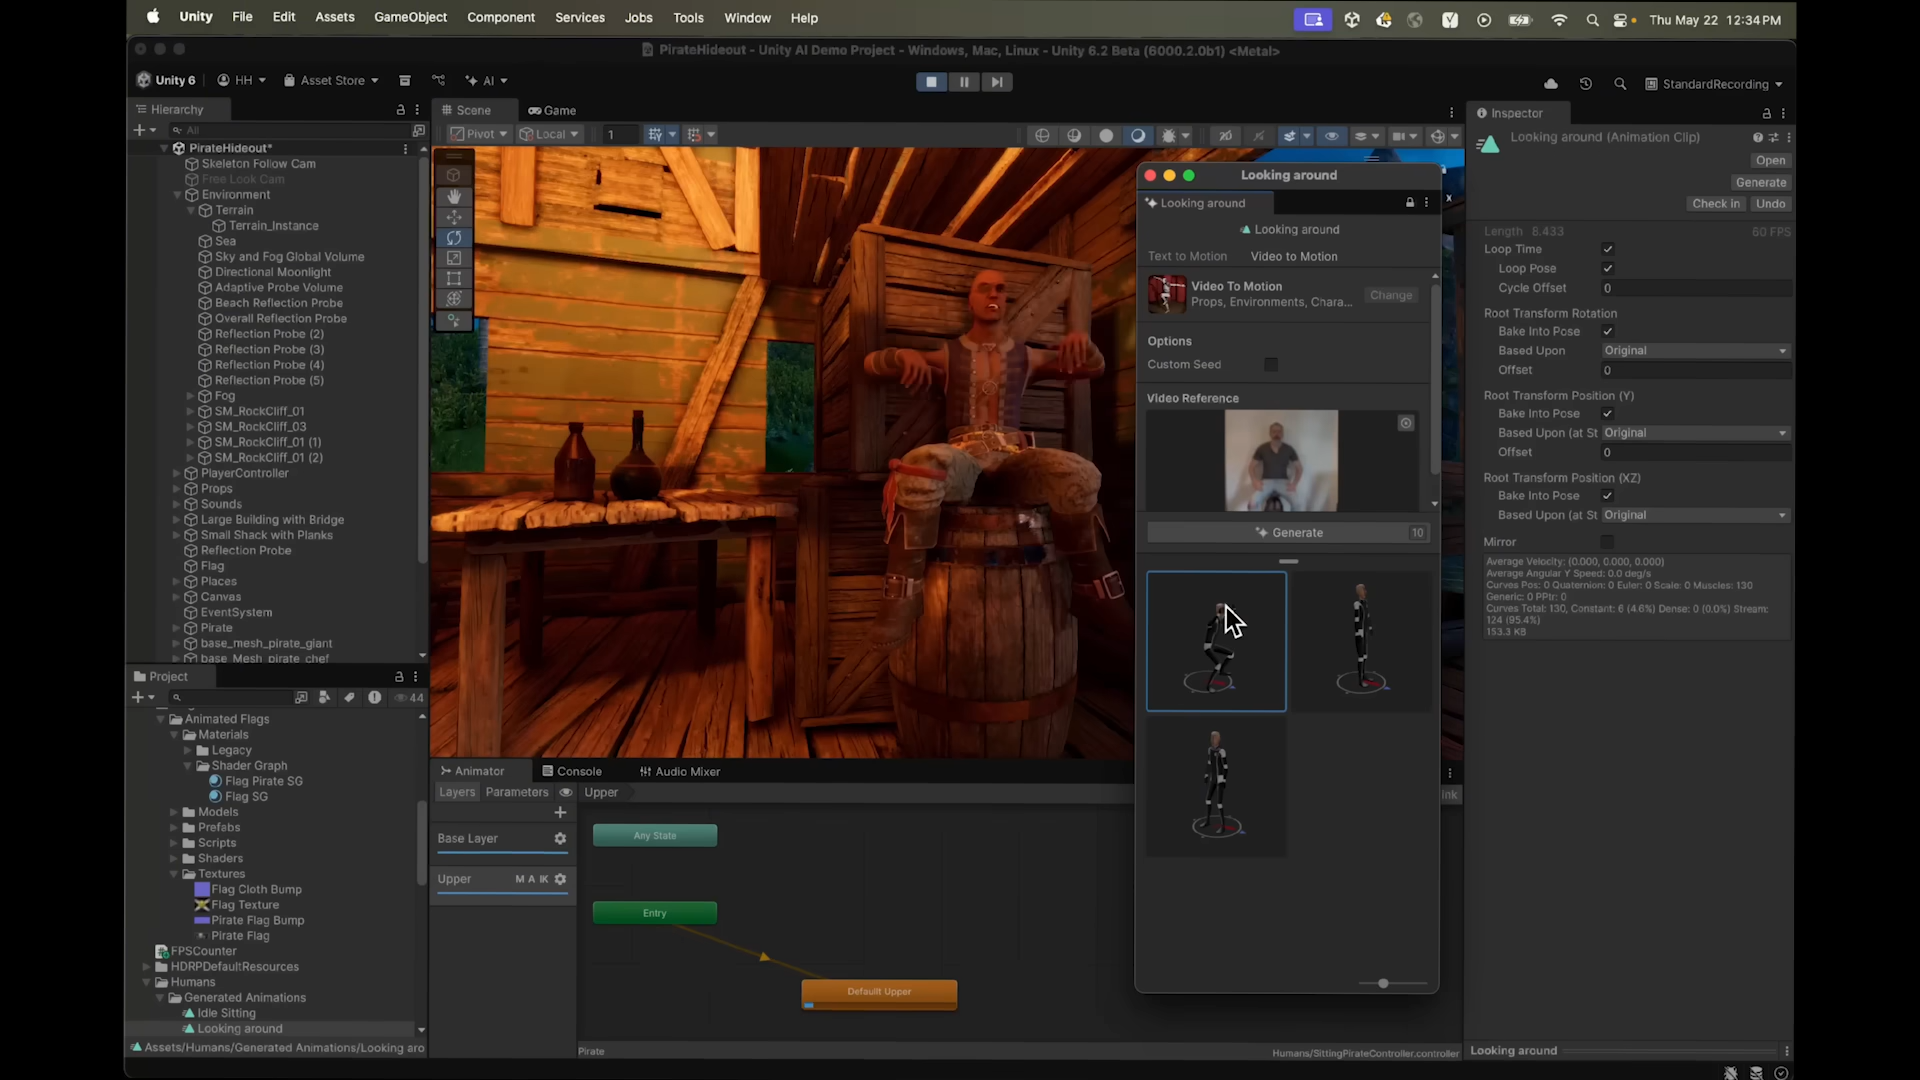 Unity File Edit Assets GameObject Component Services Jobs Tools Window Help Thu May 22 12:34 PM
PirateHideout - Unity AI Demo Project - Windows, Mac, Linux - Unity 6.2 Beta (6000.2.0b1) <Metal>
Unity 6 HH Asset Store AI StandardRecording
Hierarchy
All
PirateHideout*
Skeleton Follow Cam
Free Look Cam
Environment
Terrain
Terrain_Instance
Sea
Sky and Fog Global Volume
Directional Moonlight
Adaptive Probe Volume
Beach Reflection Probe
Overall Reflection Probe
Reflection Probe (2)
Reflection Probe (3)
Reflection Probe (4)
Reflection Probe (5)
Fog
SM_RockCliff_01
SM_RockCliff_03
SM_RockCliff_01 (1)
SM_RockCliff_01 (2)
PlayerController
Props
Sounds
Large Building with Bridge
Small Shack with Planks
Reflection Probe
Flag
Places
Canvas
EventSystem
Pirate
base_mesh_pirate_giant
base_Mesh_pirate_chef
Project
44
Animated Flags
Materials
Legacy
Shader Graph
Flag Pirate SG
Flag SG
Models
Prefabs
Scripts
Shaders
Textures
Flag Cloth Bump
Flag Texture
Pirate Flag Bump
Pirate Flag
FPSCounter
HDRPDefaultResources
Humans
Generated Animations
Idle Sitting
Looking around
Assets/Humans/Generated Animations/Looking aro
Scene Game
Pivot Local 1
x
Looking around
Looking around
Looking around
Text to Motion Video to Motion
Video To Motion
Props, Environments, Chara...
Change
Options
Custom Seed
Video Reference
Generate 10
Animator Console Audio Mixer
Layers Parameters Upper ink
Base Layer
Upper M A IK
Any State
Entry
Default Upper
Pirate Humans/SittingPirateController.controller
Inspector
Looking around (Animation Clip)
Open
Generate
Check in Undo
Length 8.433 60 FPS
Loop Time
Loop Pose
Cycle Offset 0
Root Transform Rotation
Bake Into Pose
Based Upon Original
Offset 0
Root Transform Position (Y)
Bake Into Pose
Based Upon (at St Original
Offset 0
Root Transform Position (XZ)
Bake Into Pose
Based Upon (at St Original
Mirror
Average Velocity: (0.000, 0.000, 0.000)
Average Angular Y Speed: 0.0 deg/s
Curves Pos: 0 Quaternion: 0 Euler: 0 Scale: 0 Muscles: 130
Generic: 0 PPtr: 0
Curves Total: 130, Constant: 6 (4.6%) Dense: 0 (0.0%) Stream:
124 (95.4%)
153.3 KB
Looking around